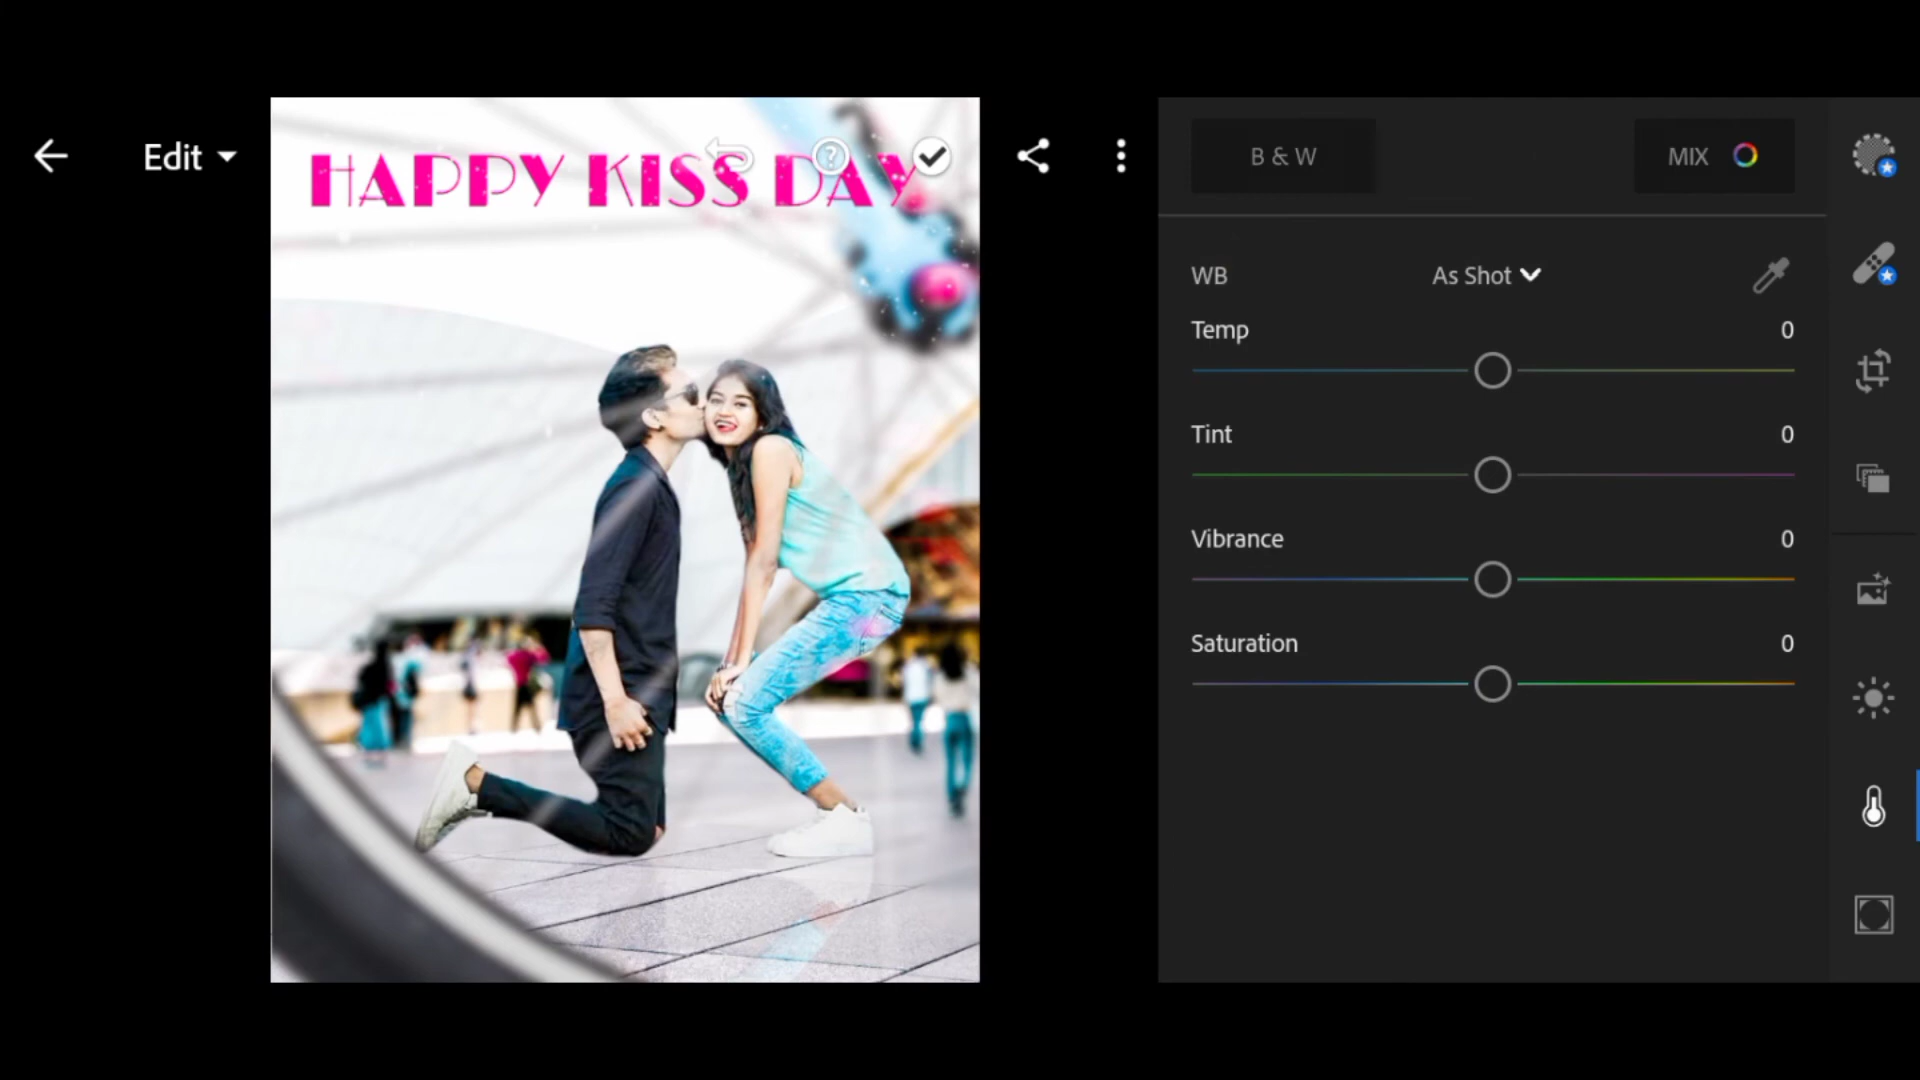 Edit
HAPPY KISS DAY
B & W
MIX
WB
As Shot
Temp
0
Tint
0
Vibrance
0
Saturation
0